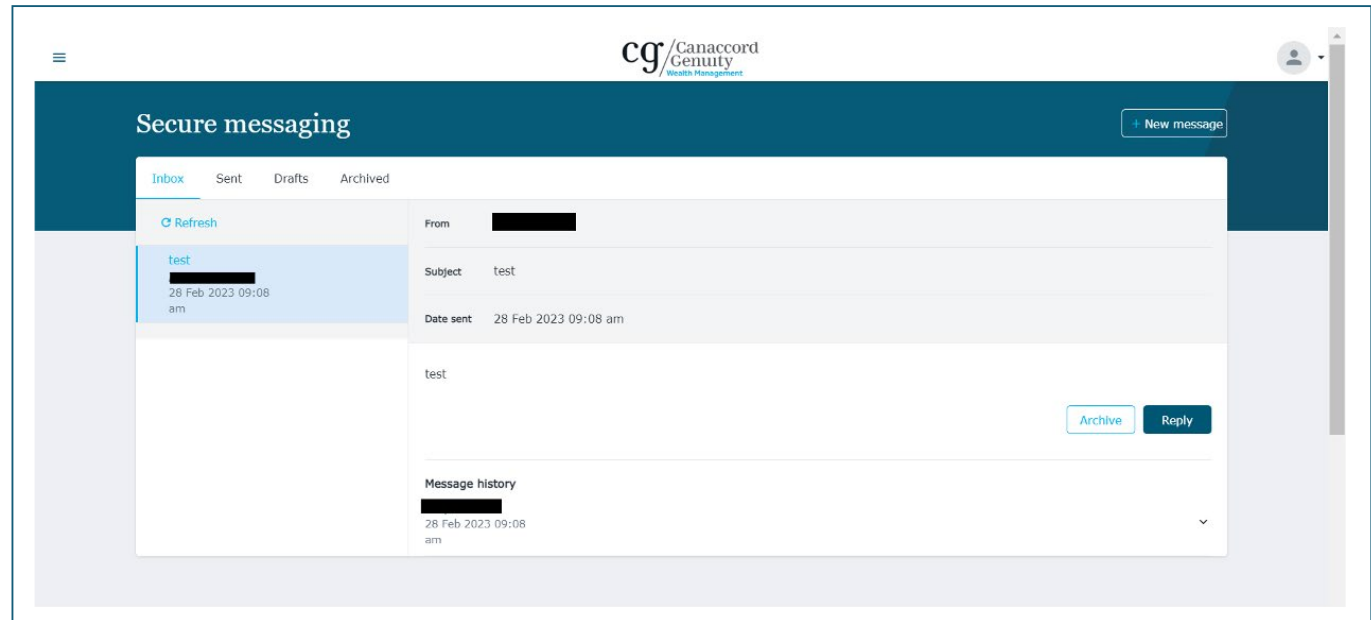 cg/Canaccord
Genuity
Wealth Management
Secure messaging
+ New message
Inbox Sent Drafts Archived
Refresh
From
test
28 Feb 2023 09:08
am
Subject test
Date sent 28 Feb 2023 09:08 am
test
Archive Reply
Message history
28 Feb 2023 09:08
am